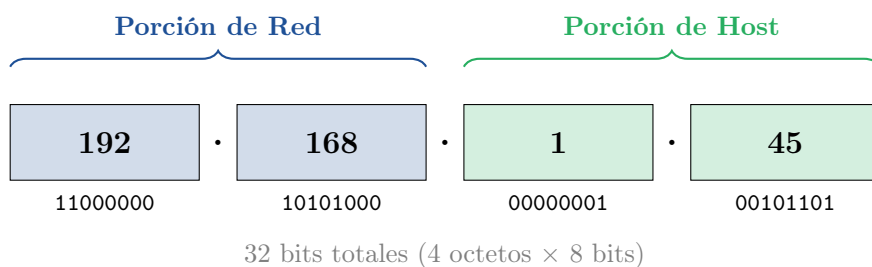 Porción de Red Porción de Host
192 · 168 · 1 · 45
11000000 10101000 00000001 00101101
32 bits totales (4 octetos × 8 bits)